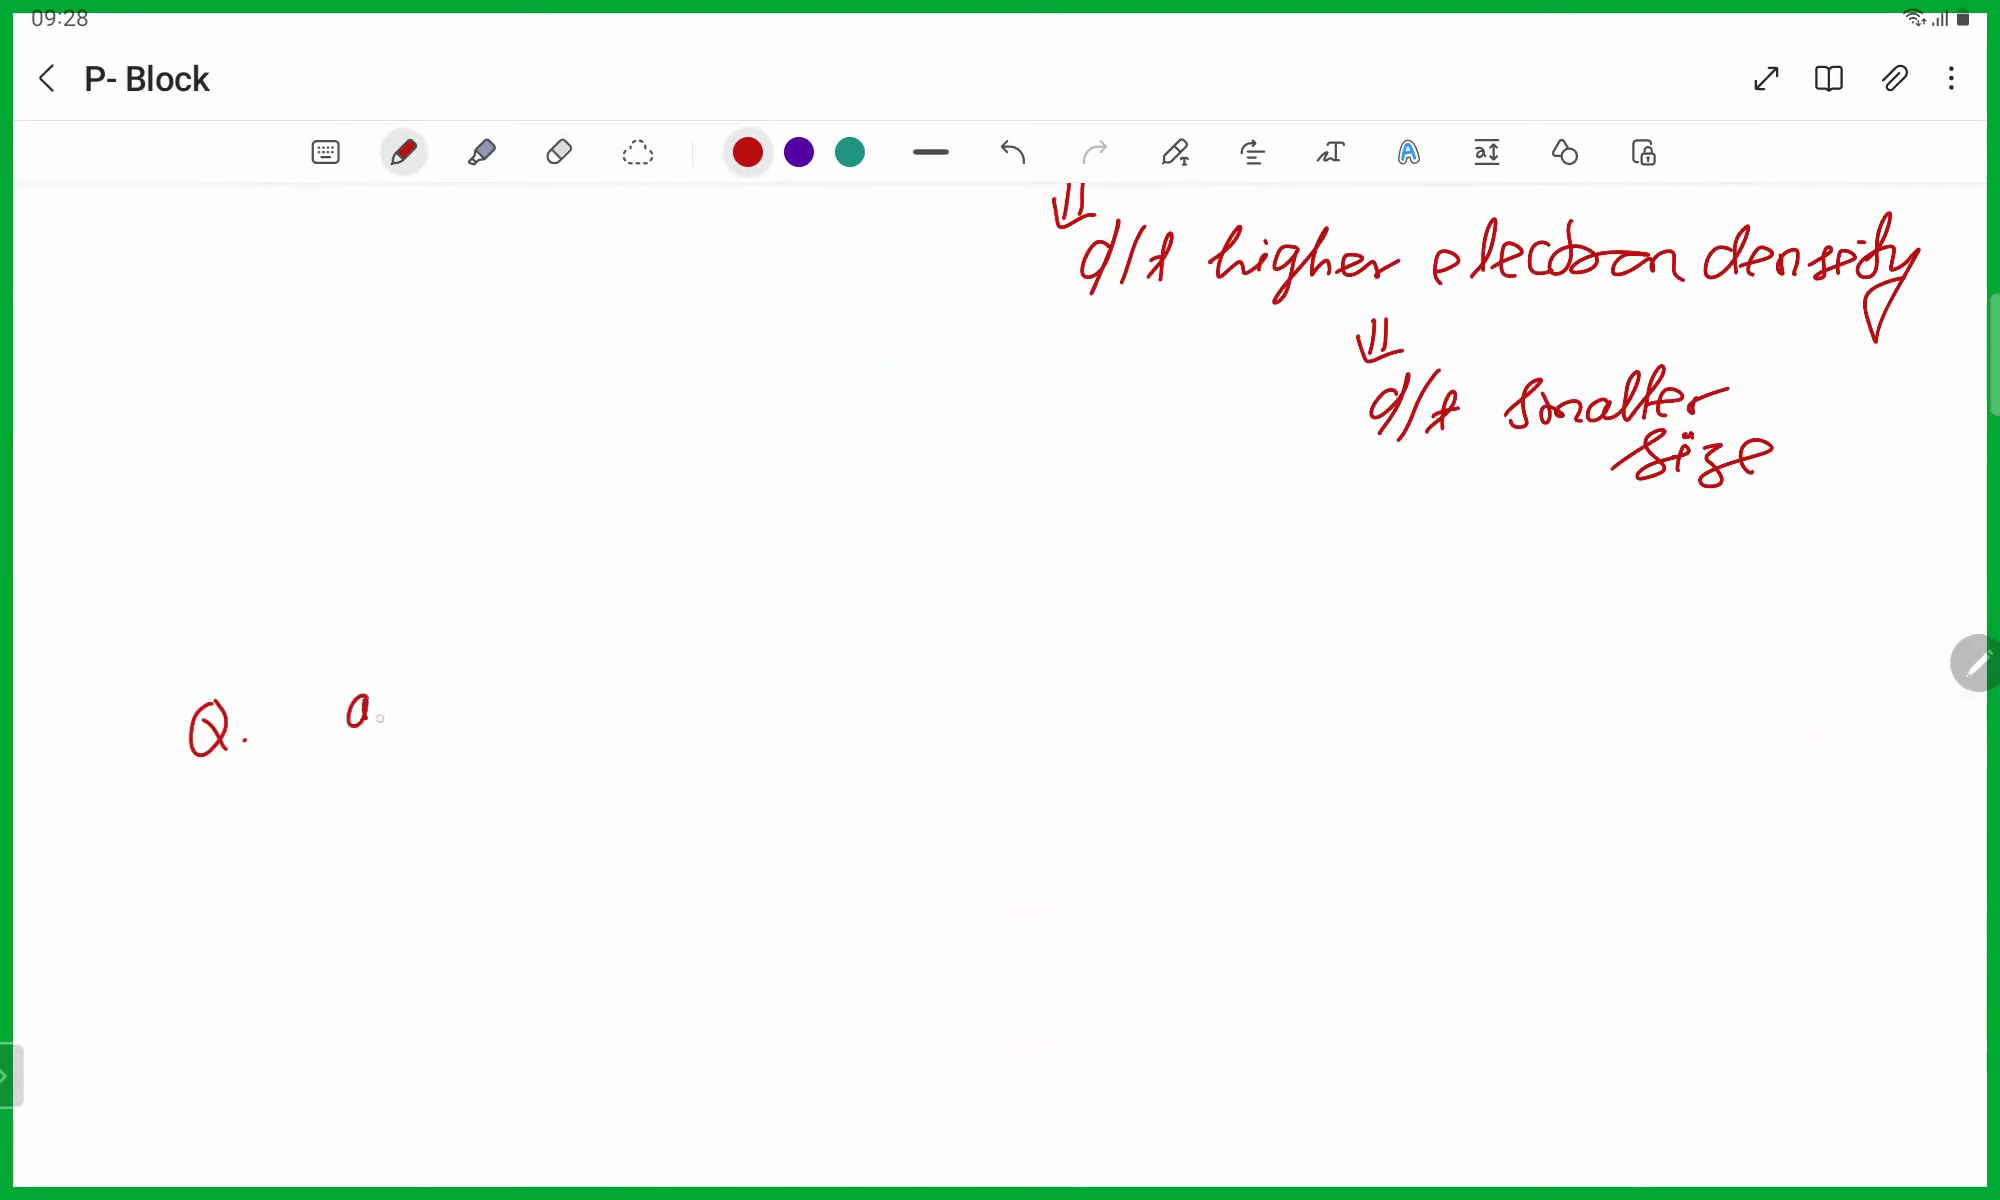 09:28
P- Block
⇓
d/t higher electron density
⇓
d/t smaller
size
Q. a